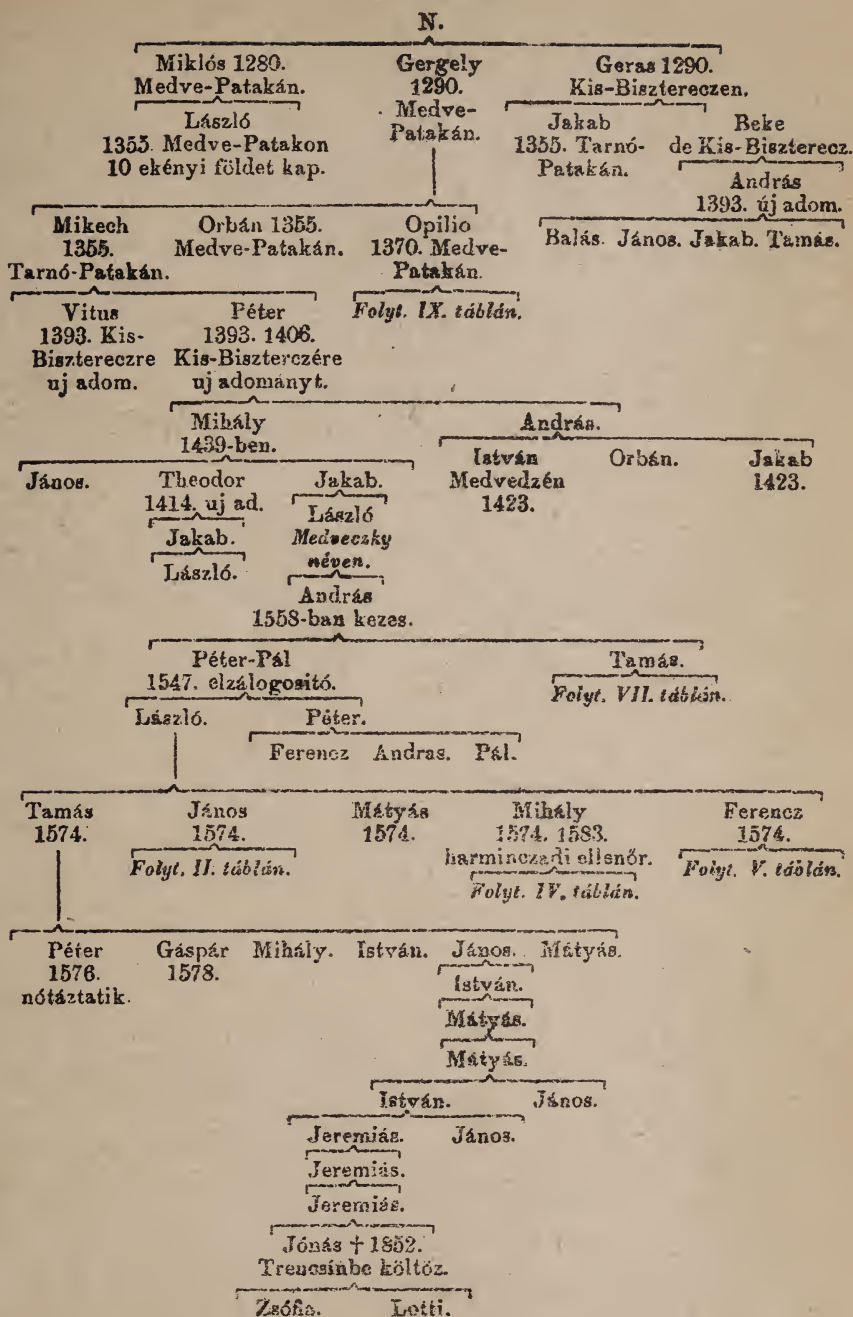 N.
Miklós 1280. Gergely Geras 1290.
Medve-Patakán. 1290. Kis-Bisztereczen.
László Medve- Jakab Beke
1355. Medve-Patakon Patakán. 1355. Tarnó- de Kis-Biszterecz.
10 ekényi földet kap. Patakán. András
1393. új adom.
Mikech Orbán 1355. Opilio Balás. János. Jakab. Tamás.
1355. Medve-Patakán. 1370. Medve-
Tarnó-Patakán. Patakán.
Vitus Péter Folyt. IX. táblán.
1393. Kis- 1393. 1406.
Bisztereczre Kis-Biszterczére
uj adom. uj adományt.
Mihály András.
1439-ben.
István Orbán. Jakab
János. Theodor Jakab. Medvedzén 1423.
1414. uj ad. László 1423.
Jakab. Medveczky
László. néven.
András
1558-ban kezes.
Péter-Pál Tamás.
1547. elzálogositó. Folyt. VII. táblán.
László. Péter.
Ferencz Andras. Pál.
Tamás János Mátyás Mihály Ferencz
1574. 1574. 1574. 1574. 1583. 1574.
Folyt. II. táblán. harminczadi ellenőr. Folyt. V. táblán.
Folyt. IV. táblán.
Péter Gáspár Mihály. István. János. Mátyás.
1576. 1578. István.
nótáztatik. Mátyás.
Mátyás.
István. János.
Jeremiás. János.
Jeremiás.
Jeremiás.
Jónás † 1852.
Trencsínbe költöz.
Zsófia. Lotti.